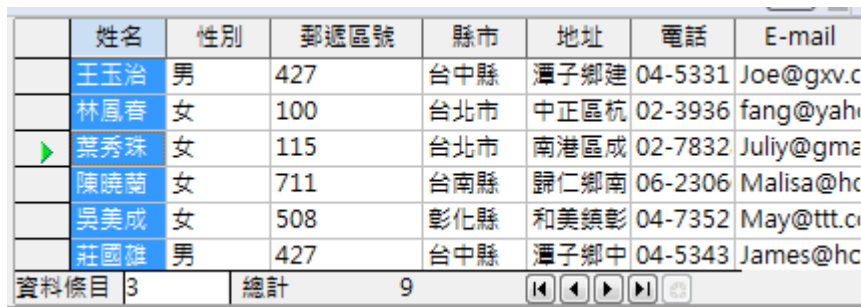 姓名 性別 郵遞區號 縣市 地址 電話 E-mail
王玉治 男 427 台中縣 潭子鄉建 04-5331 Joe@gxv.c
林鳳春 女 100 台北市 中正區杭 02-3936 fang@yah
葉秀珠 女 115 台北市 南港區成 02-7832 Juliy@gma
陳曉蘭 女 711 台南縣 歸仁鄉南 06-2306 Malisa@hc
吳美成 女 508 彰化縣 和美鎮彰 04-7352 May@ttt.c
莊國雄 男 427 台中縣 潭子鄉中 04-5343 James@hc
資料條目 3 總計 9